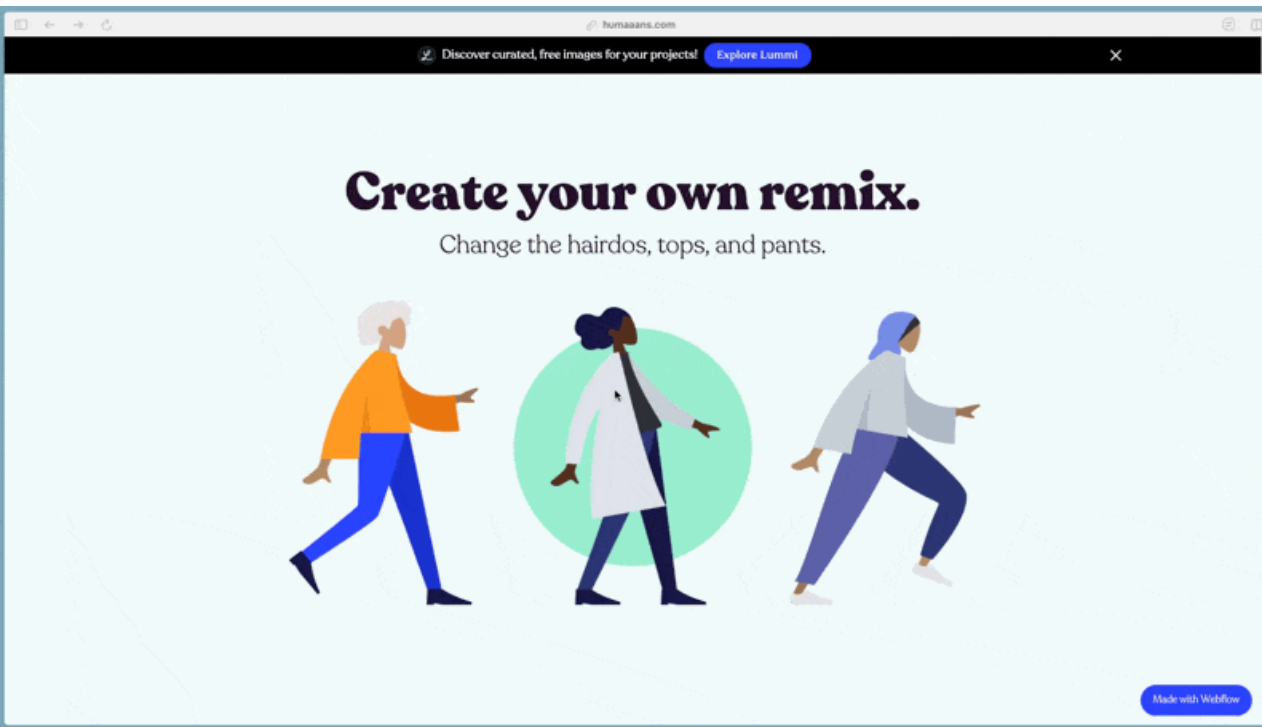 humaaans.com
Discover curated, free images for your projects! Explore Lummi
Create your own remix.
Change the hairdos, tops, and pants.
Made with Webflow